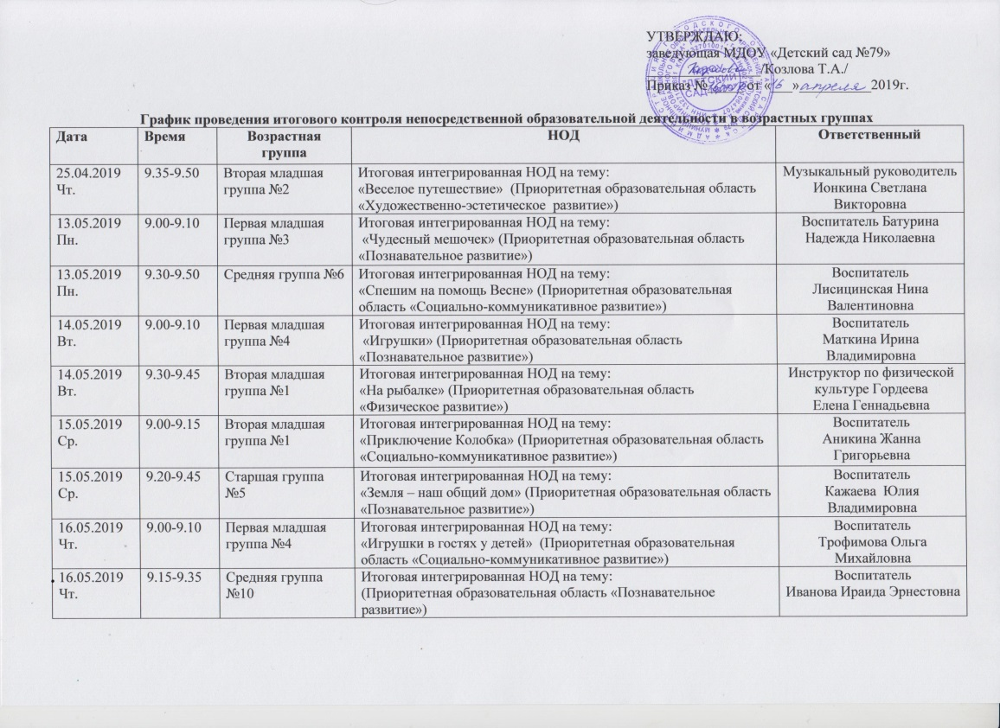 УТВЕРЖДАЮ:
заведующая МДОУ «Детский сад №79»
/Козлова Т.А./
Приказ № от «16» апреля 2019г.
ДЕТСКИЙ
САД
График проведения итогового контроля непосредственной образовательной деятельности в возрастных группах
Дата Время Возрастная группа НОД Ответственный
25.04.2019 9.35-9.50 Вторая младшая Итоговая интегрированная НОД на тему: Музыкальный руководитель
Чт. группа №2 «Веселое путешествие» (Приоритетная образовательная область Ионкина Светлана
«Художественно-эстетическое развитие») Викторовна
13.05.2019 9.00-9.10 Первая младшая Итоговая интегрированная НОД на тему: Воспитатель Батурина
Пн. группа №3 «Чудесный мешочек» (Приоритетная образовательная область Надежда Николаевна
«Познавательное развитие»)
13.05.2019 9.30-9.50 Средняя группа №6 Итоговая интегрированная НОД на тему: Воспитатель
Пн. «Спешим на помощь Весне» (Приоритетная образовательная Лисицинская Нина
область «Социально-коммуникативное развитие») Валентиновна
14.05.2019 9.00-9.10 Первая младшая Итоговая интегрированная НОД на тему: Воспитатель
Вт. группа №4 «Игрушки» (Приоритетная образовательная область Маткина Ирина
«Познавательное развитие») Владимировна
14.05.2019 9.30-9.45 Вторая младшая Итоговая интегрированная НОД на тему: Инструктор по физической
Вт. группа №1 «На рыбалке» (Приоритетная образовательная область культуре Гордеева
«Физическое развитие») Елена Геннадьевна
15.05.2019 9.00-9.15 Вторая младшая Итоговая интегрированная НОД на тему: Воспитатель
Ср. группа №1 «Приключение Колобка» (Приоритетная образовательная область Аникина Жанна
«Социально-коммуникативное развитие») Григорьевна
15.05.2019 9.20-9.45 Старшая группа Итоговая интегрированная НОД на тему: Воспитатель
Ср. №5 «Земля – наш общий дом» (Приоритетная образовательная область Кажаева Юлия
«Познавательное развитие») Владимировна
16.05.2019 9.00-9.10 Первая младшая Итоговая интегрированная НОД на тему: Воспитатель
Чт. группа №4 «Игрушки в гостях у детей» (Приоритетная образовательная Трофимова Ольга
область «Социально-коммуникативное развитие») Михайловна
16.05.2019 9.15-9.35 Средняя группа Итоговая интегрированная НОД на тему: Воспитатель
Чт. №10 (Приоритетная образовательная область «Познавательное Иванова Ираида Эрнестовна
развитие»)